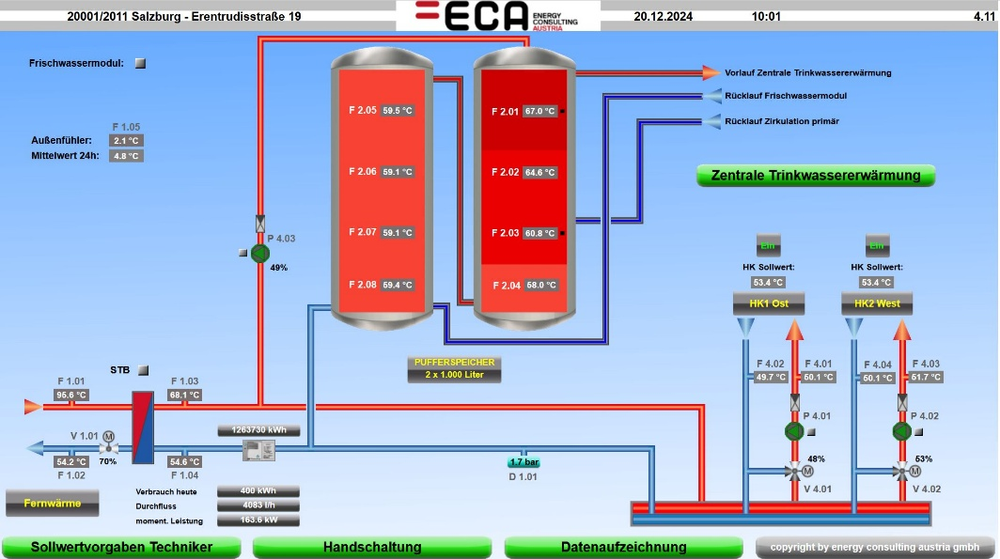 20001/2011 Salzburg - Erentrudisstraße 19
ECA ENERGY CONSULTING AUSTRIA
20.12.2024 10:01 4.11
Frischwassermodul:
F 1.05
Außenfühler: 2.1 °C
Mittelwert 24h: 4.8 °C
P 4.03
49%
F 2.05 59.5 °C
F 2.06 59.1 °C
F 2.07 59.1 °C
F 2.08 59.4 °C
F 2.01 67.0 °C
F 2.02 64.6 °C
F 2.03 60.8 °C
F 2.04 58.0 °C
Vorlauf Zentrale Trinkwassererwärmung
Rücklauf Frischwassermodul
Rücklauf Zirkulation primär
Zentrale Trinkwassererwärmung
PUFFERSPEICHER
2 x 1.000 Liter
Ein
HK Sollwert:
53.4 °C
HK1 Ost
F 4.02
49.7 °C
F 4.01
50.1 °C
P 4.01
48%
V 4.01
Ein
HK Sollwert:
53.4 °C
HK2 West
F 4.04
50.1 °C
F 4.03
51.7 °C
P 4.02
53%
V 4.02
M
M
STB
F 1.01
95.6 °C
F 1.03
68.1 °C
V 1.01
M
70%
54.2 °C
F 1.02
54.6 °C
F 1.04
1263730 kWh
1.7 bar
D 1.01
Fernwärme
Verbrauch heute 400 kWh
Durchfluss 4083 l/h
moment. Leistung 163.6 kW
Sollwertvorgaben Techniker
Handschaltung
Datenaufzeichnung
copyright by energy consulting austria gmbh